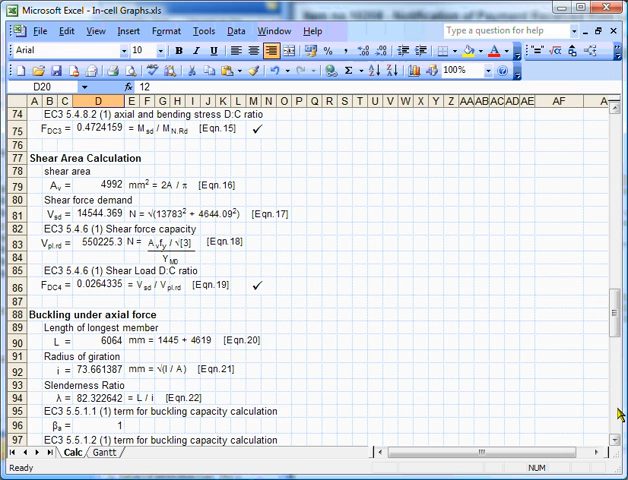 Microsoft Excel - In-cell Graphs.xls
File Edit View Insert Format Tools Data Window Help
Type a question for help
Arial 10 B I U
Σ 100%
D20 fx 12
A B C D E F G H I J K L M N O P Q R S T U V W X Y Z AA AB AC AD AE AF A
74 EC3 5.4.8.2 (1) axial and bending stress D:C ratio
75 FDC3 = 0.4724159 = Msd / MN.Rd [Eqn.15] ✓
76
77 Shear Area Calculation
78 shear area
79 Av = 4992 mm² = 2A / π [Eqn.16]
80 Shear force demand
81 Vsd = 14544.369 N = √(13783² + 4644.09²) [Eqn.17]
82 EC3 5.4.6 (1) Shear force capacity
83 Vpl.rd = 550225.3 N = Avfy / √[3] [Eqn.18]
84 YM0
85 EC3 5.4.6 (1) Shear Load D:C ratio
86 FDC4 = 0.0264335 = Vsd / Vpl.rd [Eqn.19] ✓
87
88 Buckling under axial force
89 Length of longest member
90 L = 6064 mm = 1445 + 4619 [Eqn.20]
91 Radius of giration
92 i = 73.661387 mm = √(I / A) [Eqn.21]
93 Slenderness Ratio
94 λ = 82.322642 = L / i [Eqn.22]
95 EC3 5.5.1.1 (1) term for buckling capacity calculation
96 βa = 1
97 EC3 5.5.1.2 (1) term for buckling capacity calculation
Calc Gantt
Ready NUM